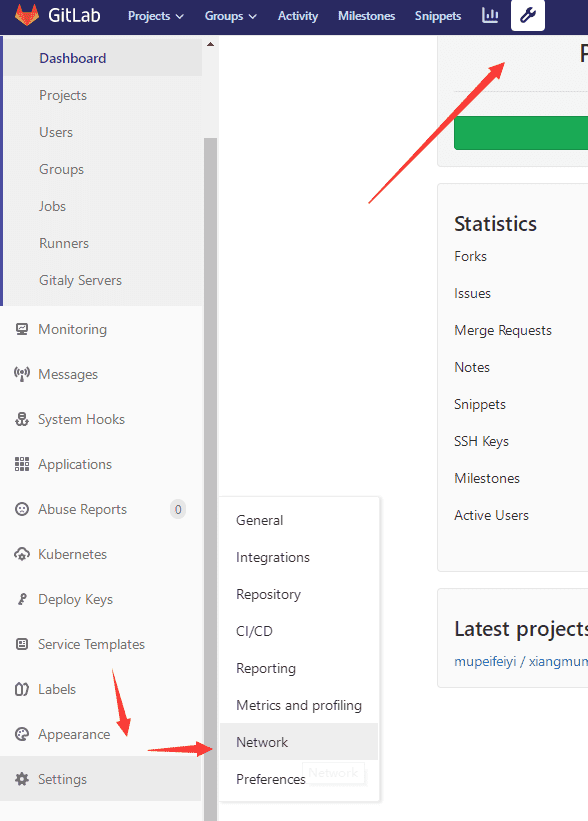 GitLab Projects Groups Activity Milestones Snippets
Dashboard
Projects
Users
Groups
Jobs
Runners
Gitaly Servers
Monitoring
Messages
System Hooks
Applications
Abuse Reports 0
Kubernetes
Deploy Keys
Service Templates
Labels
Appearance
Settings
General
Integrations
Repository
CI/CD
Reporting
Metrics and profiling
Network
Preferences
Network
Statistics
Forks
Issues
Merge Requests
Notes
Snippets
SSH Keys
Milestones
Active Users
Latest projects